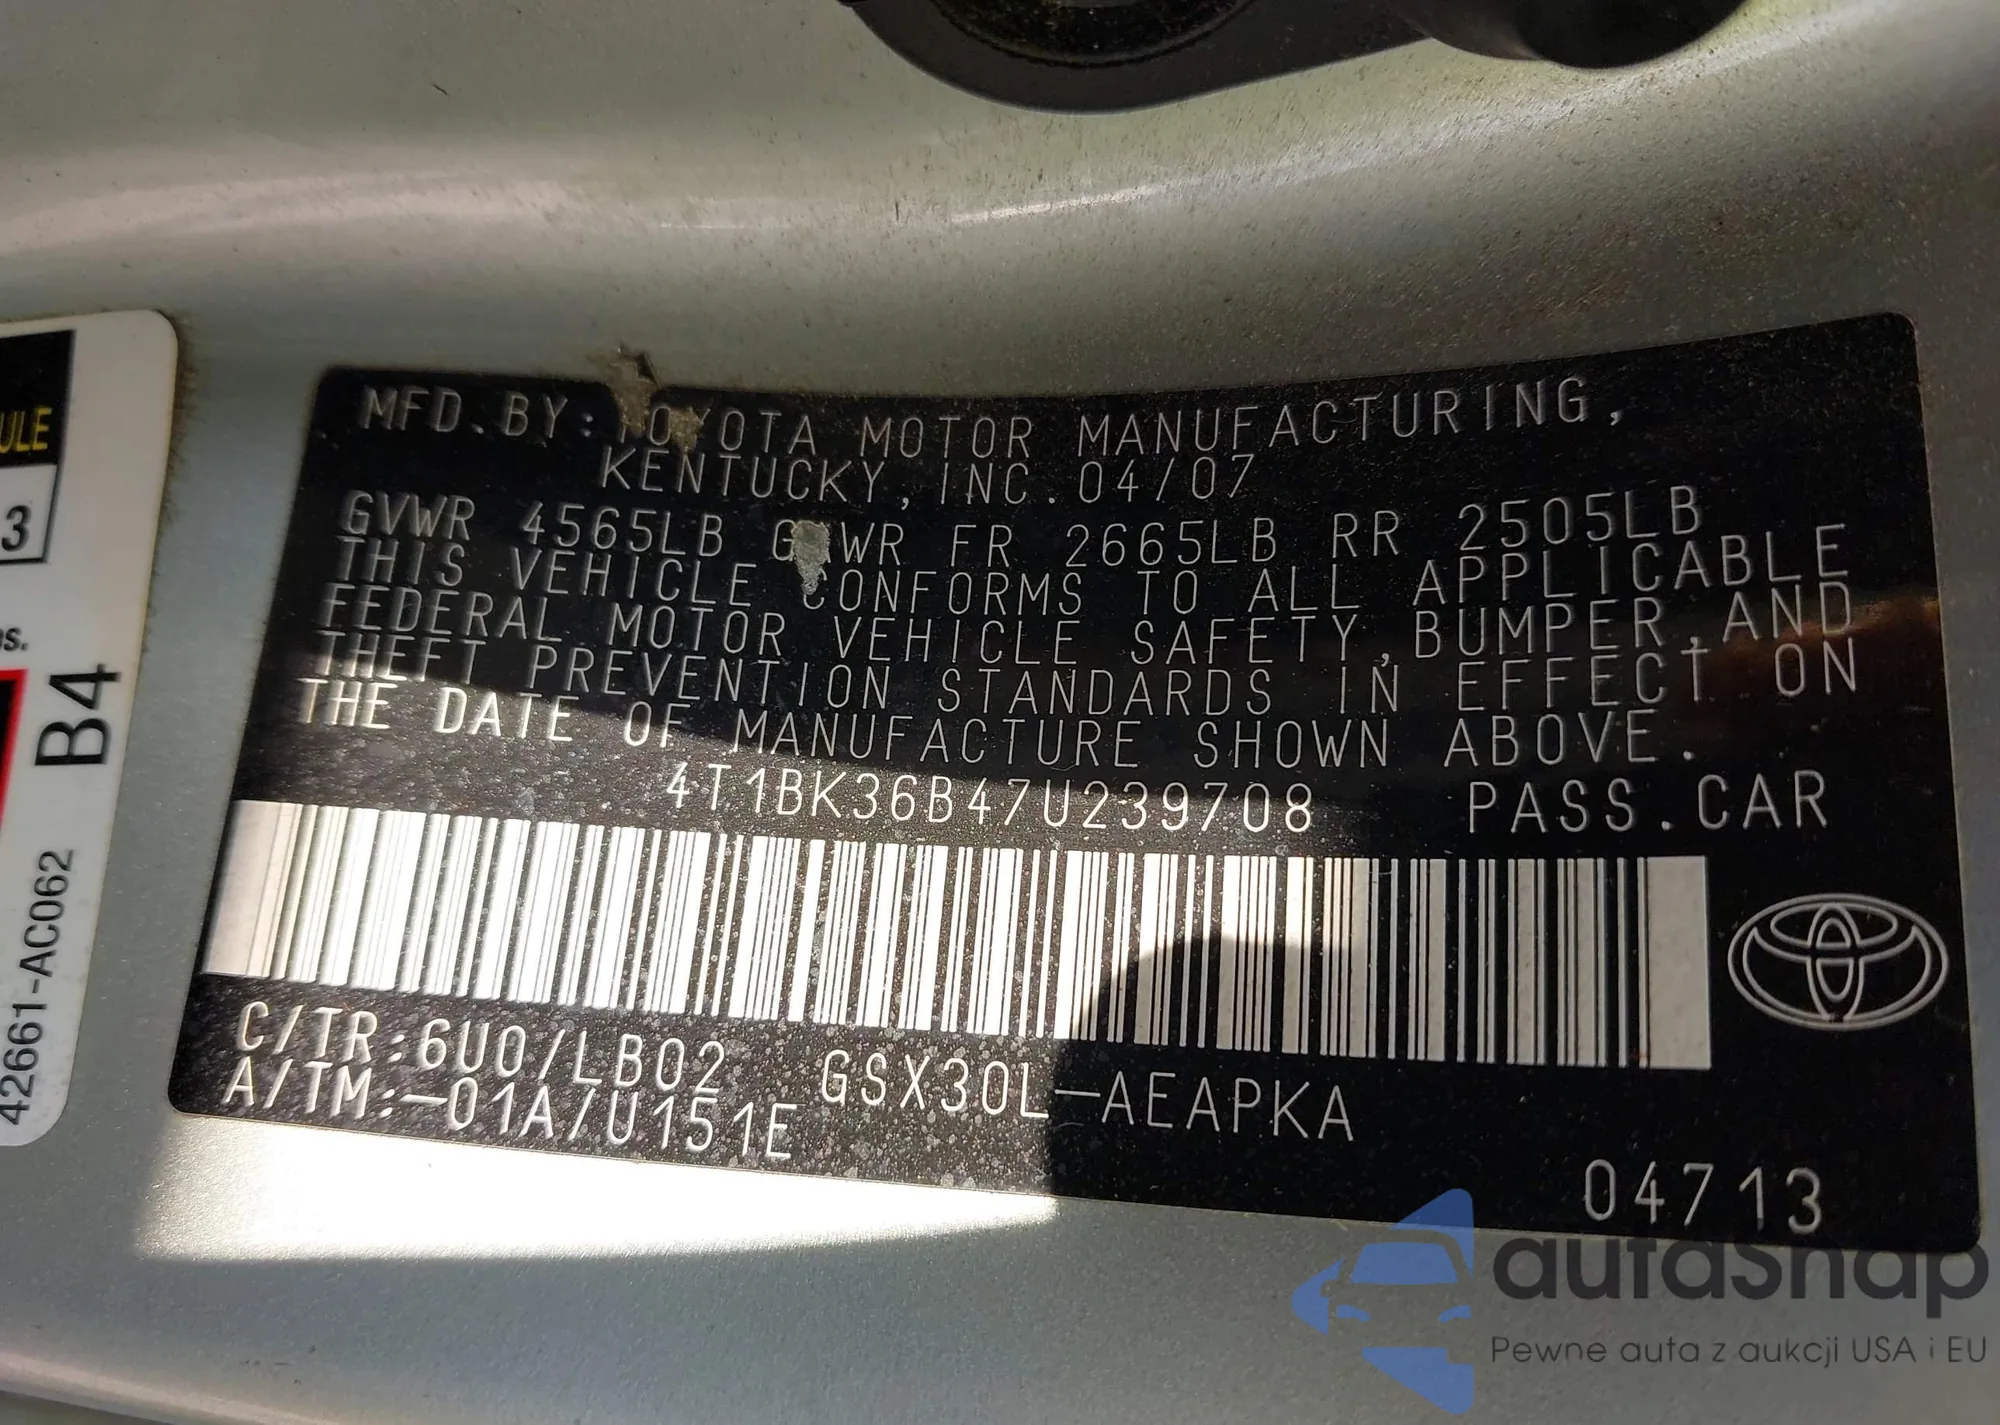 MFD.BY: TOYOTA MOTOR MANUFACTURING,
KENTUCKY, INC. 04/07
GVWR 4565LB GAWR FR 2665LB RR 2505LB
THIS VEHICLE CONFORMS TO ALL APPLICABLE
FEDERAL MOTOR VEHICLE SAFETY, BUMPER, AND
THEFT PREVENTION STANDARDS IN EFFECT ON
THE DATE OF MANUFACTURE SHOWN ABOVE.
4T1BK36B47U239708 PASS.CAR
C/TR:6U0/LB02 GSX30L-AEAPKA
A/TM:-01A/U151E
04713
ULE
3
s.
B4
42661-AC062
autaSnap
Pewne auta z aukcji USA i EU